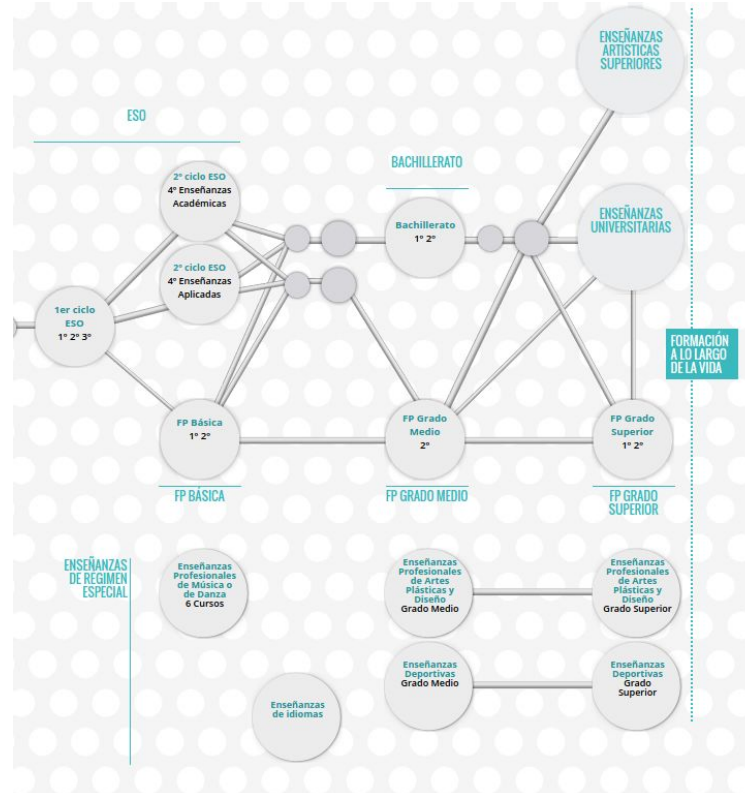 ENSEÑANZAS
ARTÍSTICAS
SUPERIORES
ESO
2º ciclo ESO
4º Enseñanzas
Académicas
BACHILLERATO
Bachillerato
1º 2º
ENSEÑANZAS
UNIVERSITARIAS
2º ciclo ESO
4º Enseñanzas
Aplicadas
1er ciclo
ESO
1º 2º 3º
FORMACIÓN
A LO LARGO
DE LA VIDA
FP Básica
1º 2º
FP Grado
Medio
2º
FP Grado
Superior
1º 2º
FP BÁSICA
FP GRADO MEDIO
FP GRADO
SUPERIOR
ENSEÑANZAS
DE RÉGIMEN
ESPECIAL
Enseñanzas
Profesionales
de Música o
de Danza
6 Cursos
Enseñanzas
Profesionales
de Artes
Plásticas y
Diseño
Grado Medio
Enseñanzas
Profesionales
de Artes
Plásticas y
Diseño
Grado Superior
Enseñanzas
Deportivas
Grado Medio
Enseñanzas
Deportivas
Grado
Superior
Enseñanzas
de idiomas